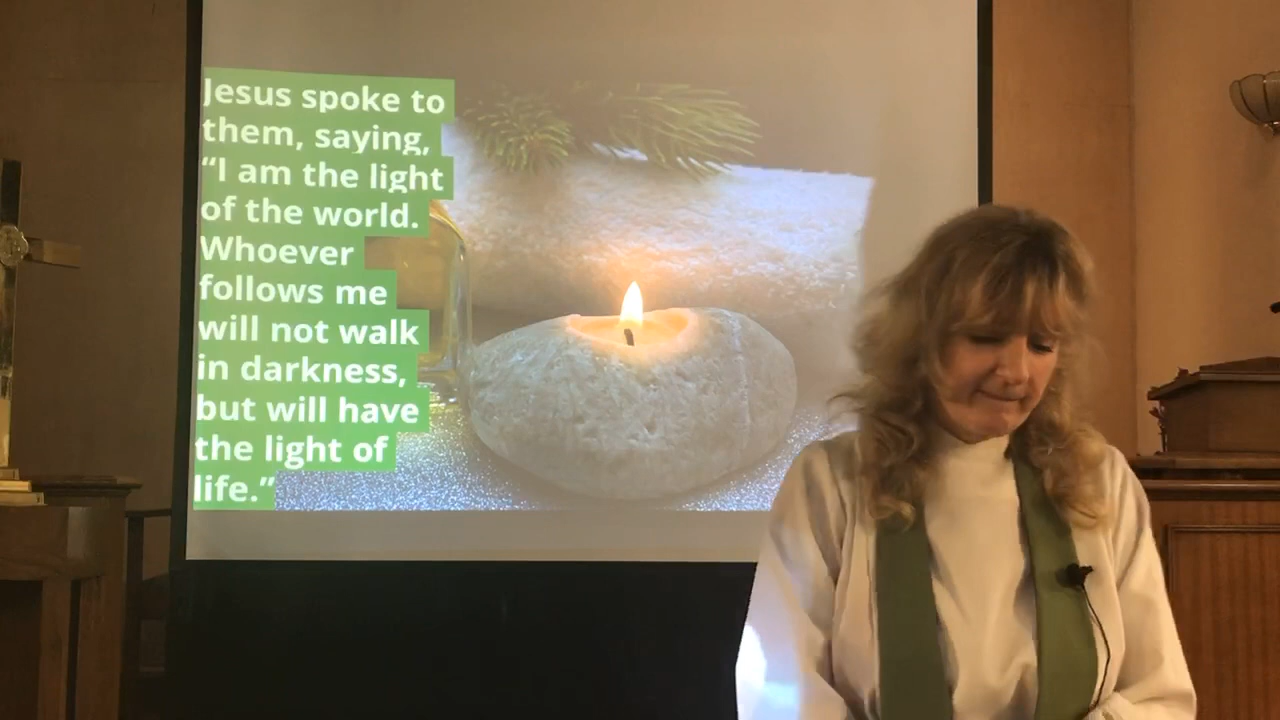 Jesus spoke to
them, saying,
“I am the light
of the world.
Whoever
follows me
will not walk
in darkness,
but will have
the light of
life.”